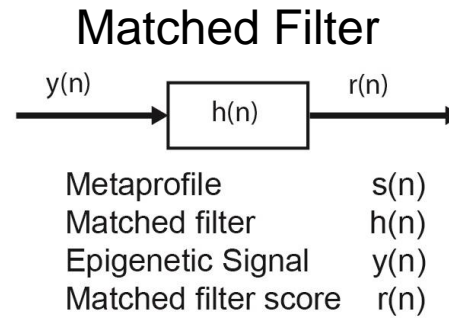 Matched Filter
y(n) r(n)
h(n)
Metaprofile s(n)
Matched filter h(n)
Epigenetic Signal y(n)
Matched filter score r(n)